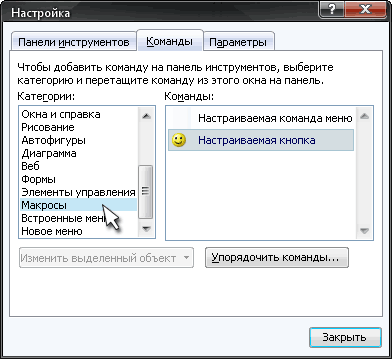 Настройка
Панели инструментов
Команды
Параметры
Чтобы добавить команду на панель инструментов, выберите
категорию и перетащите команду из этого окна на панель.
Категории:
Команды:
Окна и справка
Рисование
Автофигуры
Диаграмма
Веб
Формы
Элементы управления
Макросы
Встроенные меню
Новое меню
Настраиваемая команда меню
Настраиваемая кнопка
Изменить выделенный объект
Упорядочить команды...
Закрыть